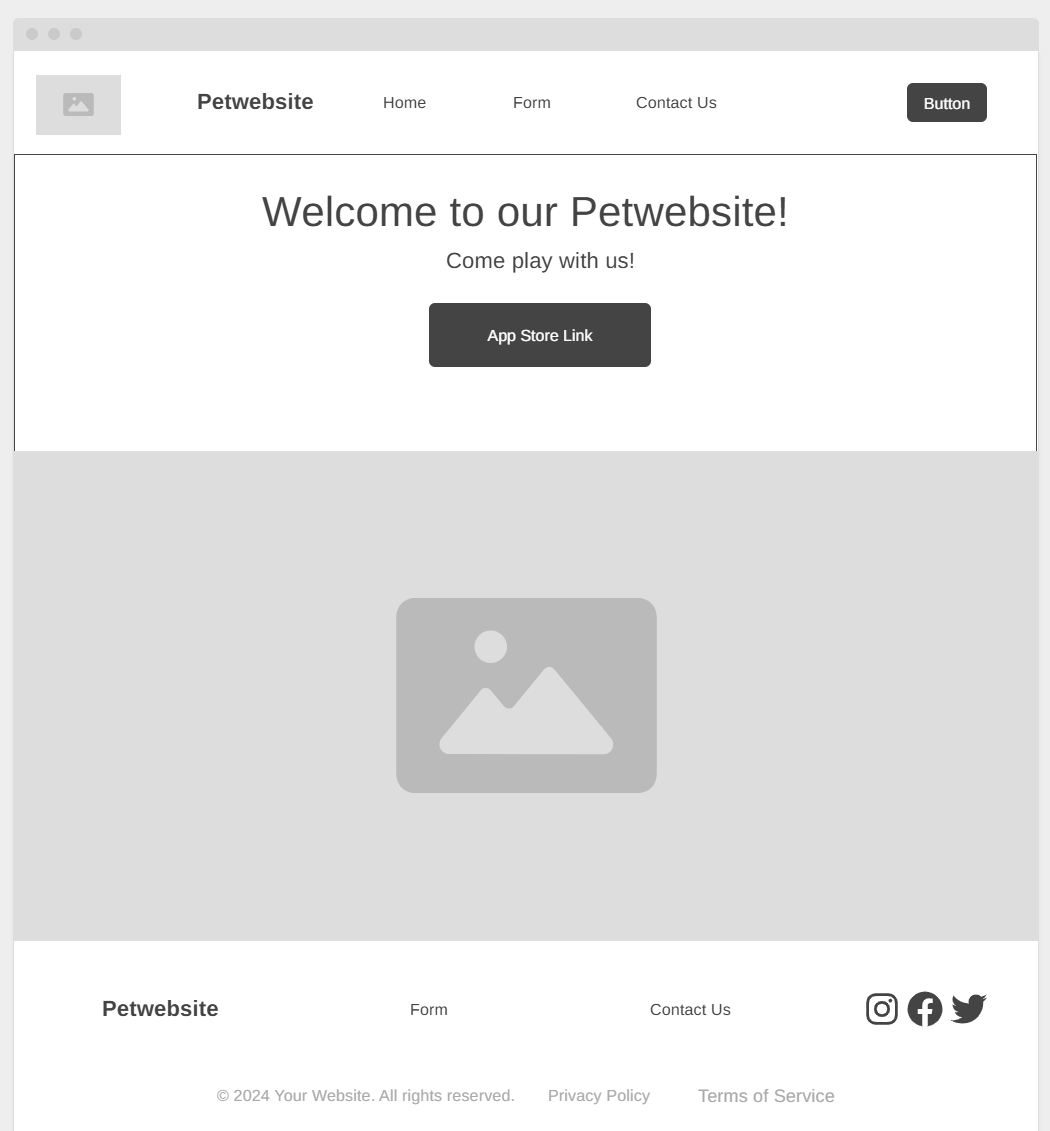 Petwebsite Home Form Contact Us Button
Welcome to our Petwebsite!
Come play with us!
App Store Link
Petwebsite Form Contact Us
© 2024 Your Website. All rights reserved. Privacy Policy Terms of Service